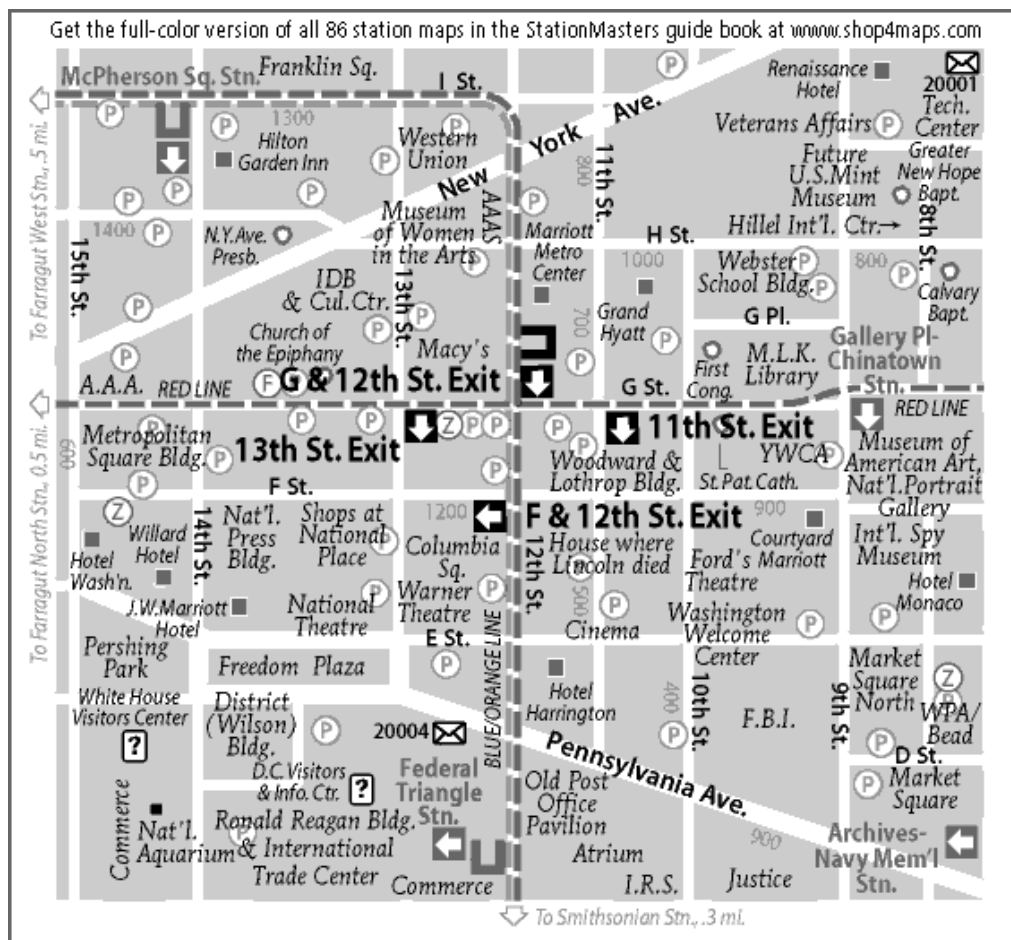 Get the full-color version of all 86 station maps in the StationMasters guide book at www.shop4maps.com
McPherson Sq. Stn.
Franklin Sq.
I St.
Renaissance
Hotel
20001
Tech.
Center
To Farragut West Stn., .5 mi.
P
1300
Hilton
Garden Inn
Western
Union
New York Ave.
800
11th St.
Veterans Affairs
Future
U.S.Mint
Museum
Greater
New Hope
Bapt.
Hillel Int'l. Ctr.→
8th St.
15th St.
1400
N.Y.Ave.
Presb.
Museum
of Women
in the Arts
AAAS
Marriott
Metro
Center
H St.
1000
Webster
School Bldg.
800
Calvary
Bapt.
IDB
& Cul.Ctr.
13th St.
700
Grand
Hyatt
G Pl.
Gallery Pl-
Chinatown
Stn.
Church of
the Epiphany
Macy's
First
Cong.
M.L.K.
Library
A.A.A.
RED LINE
F
G & 12th St. Exit
G St.
RED LINE
To Farragut North Stn., 0.5 mi.
600
Metropolitan
Square Bldg.
13th St. Exit
Z
11th St. Exit
Woodward &
Lothrop Bldg.
St.Pat.Cath.
YWCA
Museum of
American Art,
Nat'l.Portrait
Gallery
F St.
Z
Willard
Hotel
Hotel
Wash'n.
14th St.
Nat'l.
Press
Bldg.
Shops at
National
Place
1200
F & 12th St. Exit
900
Courtyard
Marriott
Int'l. Spy
Museum
Columbia
Sq.
Warner
Theatre
12th St.
House where
Lincoln died
500
Ford's
Theatre
Hotel
Monaco
J.W.Marriott
Hotel
National
Theatre
E St.
Cinema
Washington
Welcome
Center
Pershing
Park
Freedom Plaza
BLUE/ORANGE LINE
Hotel
Harrington
400
10th St.
F.B.I.
9th St.
Market
Square
North
Z
WPA/
Bead
White House
Visitors Center
?
District
(Wilson)
Bldg.
20004
Pennsylvania Ave.
D St.
Market
Square
D.C.Visitors
& Info. Ctr.
?
Federal
Triangle
Stn.
Old Post
Office
Pavilion
Commerce
Nat'l.
Aquarium
Ronald Reagan Bldg.
& International
Trade Center
Commerce
Atrium
I.R.S.
900
Justice
Archives-
Navy Mem'l
Stn.
To Smithsonian Stn., .3 mi.